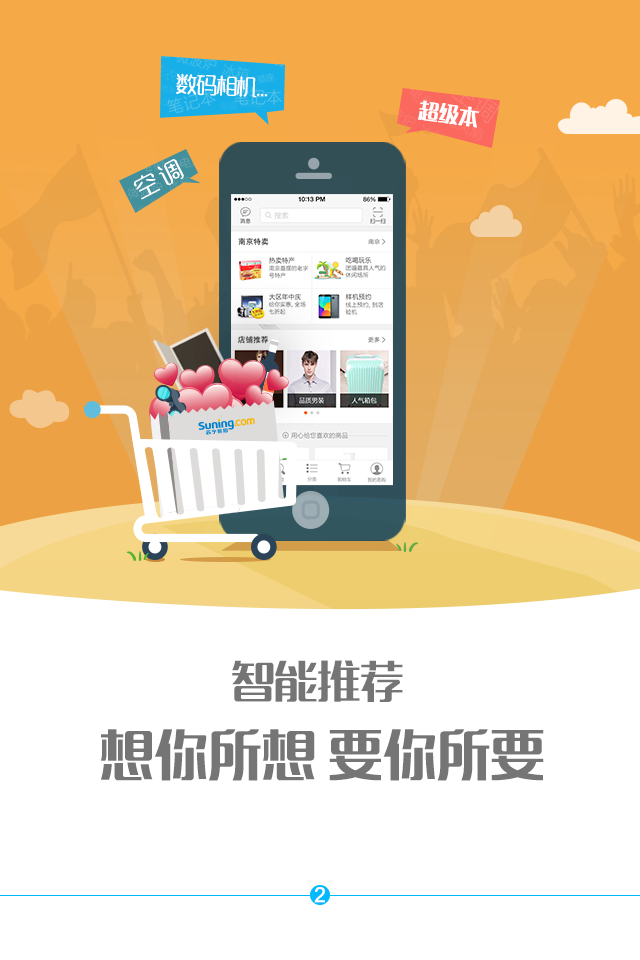 数码相机...
笔记本
笔记本
超级本
空调
10:13 PM
86%
消息
搜索
扫一扫
南京特卖
南京
热卖特产
南京首摆的老字
号特产
吃喝玩乐
团端最具人气的
休闲场所
大区年中庆
给你实惠, 全场
七折起
样机预约
线上预约, 到店
验机
店铺推荐
更多
品质男装
人气箱包
Suning.com
苏宁易购
用心给您喜欢的商品
分类
购物车
我的易购
智能推荐
想你所想 要你所要
2